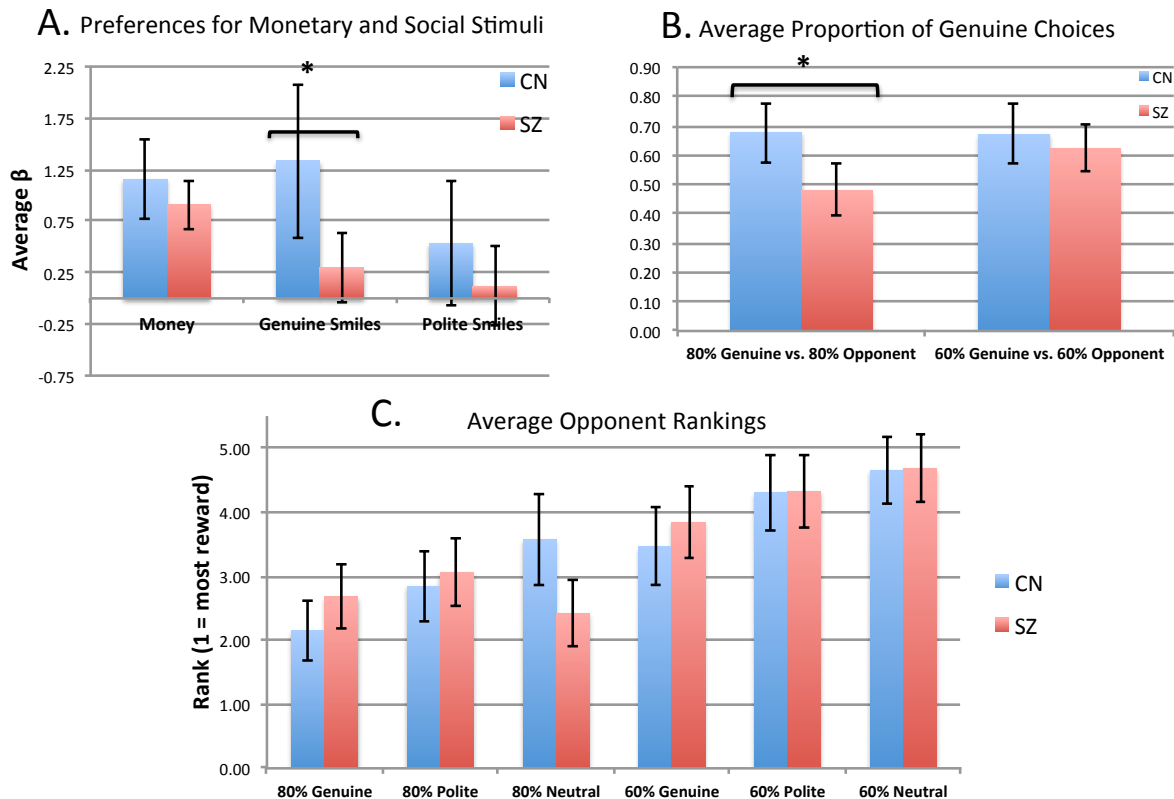 A. Preferences for Monetary and Social Stimuli
2.25
1.75
1.25
0.75
0.25
-0.25
-0.75
Average β
*
CN
SZ
Money
Genuine Smiles
Polite Smiles
B. Average Proportion of Genuine Choices
0.90
0.80
0.70
0.60
0.50
0.40
0.30
0.20
0.10
0.00
*
CN
SZ
80% Genuine vs. 80% Opponent
60% Genuine vs. 60% Opponent
C. Average Opponent Rankings
5.00
4.00
3.00
2.00
1.00
0.00
Rank (1 = most reward)
CN
SZ
80% Genuine
80% Polite
80% Neutral
60% Genuine
60% Polite
60% Neutral